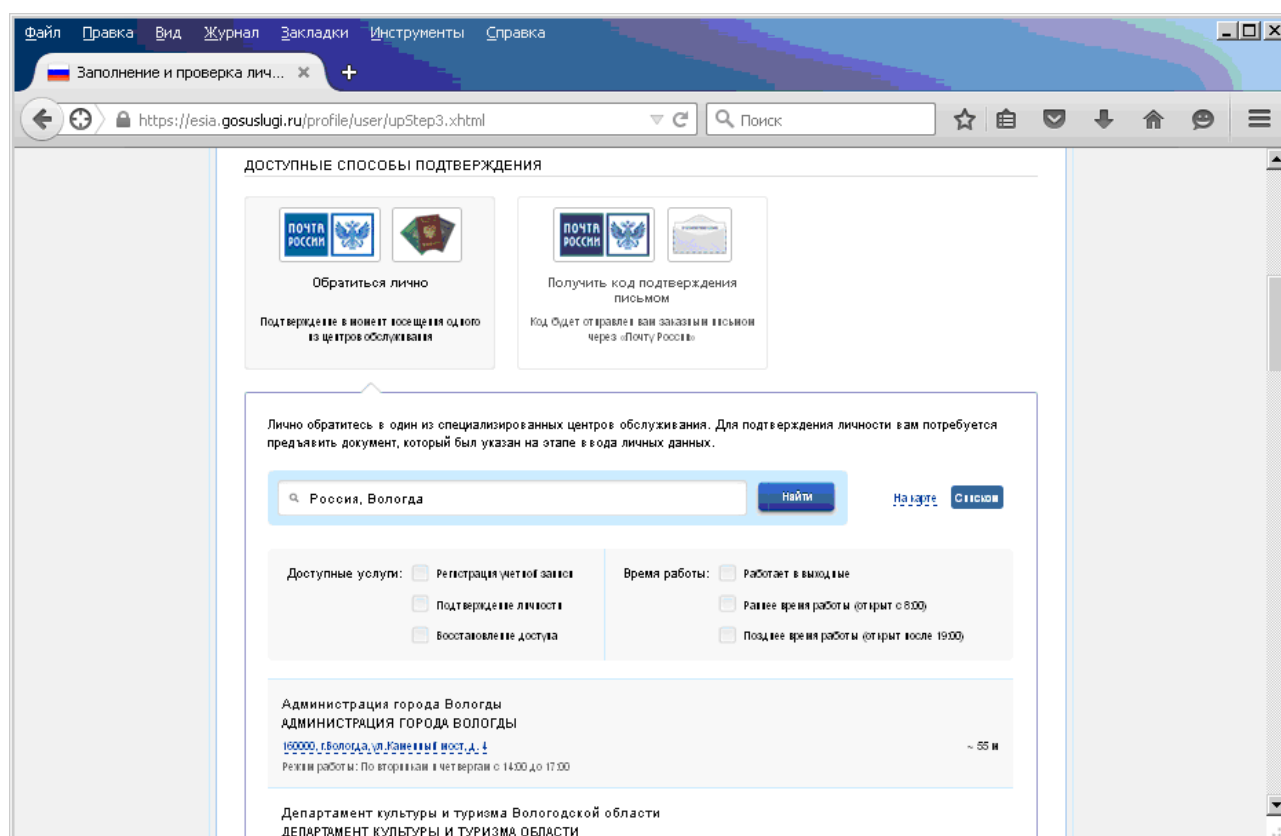 Файл Правка Вид Журнал Закладки Инструменты Справка
Заполнение и проверка лич...
https://esia.gosuslugi.ru/profile/user/upStep3.xhtml
Поиск
ДОСТУПНЫЕ СПОСОБЫ ПОДТВЕРЖДЕНИЯ
ПОЧТА РОССИИ
ПОЧТА РОССИИ
Обратиться лично
Подтверждение в момент посещения одного
из центров обслуживания
Получить код подтверждения
письмом
Код будет отправлен вам заказным письмом
через «Почту России»
Лично обратитесь в один из специализированных центров обслуживания. Для подтверждения личности вам потребуется
предъявить документ, который был указан на этапе ввода личных данных.
Россия, Вологда
Найти
На карте
Списком
Доступные услуги:
Регистрация учетной записи
Подтверждение личности
Восстановление доступа
Время работы:
Работает в выходные
Раннее время работы (открыт с 8:00)
Позднее время работы (открыт после 19:00)
Администрация города Вологды
АДМИНИСТРАЦИЯ ГОРОДА ВОЛОГДЫ
160000, г.Вологда, ул.Каменный мост, д. 4
~ 55 м
Режим работы: По вторникам и четвергам с 14:00 до 17:00
Департамент культуры и туризма Вологодской области
ДЕПАРТАМЕНТ КУЛЬТУРЫ И ТУРИЗМА ОБЛАСТИ